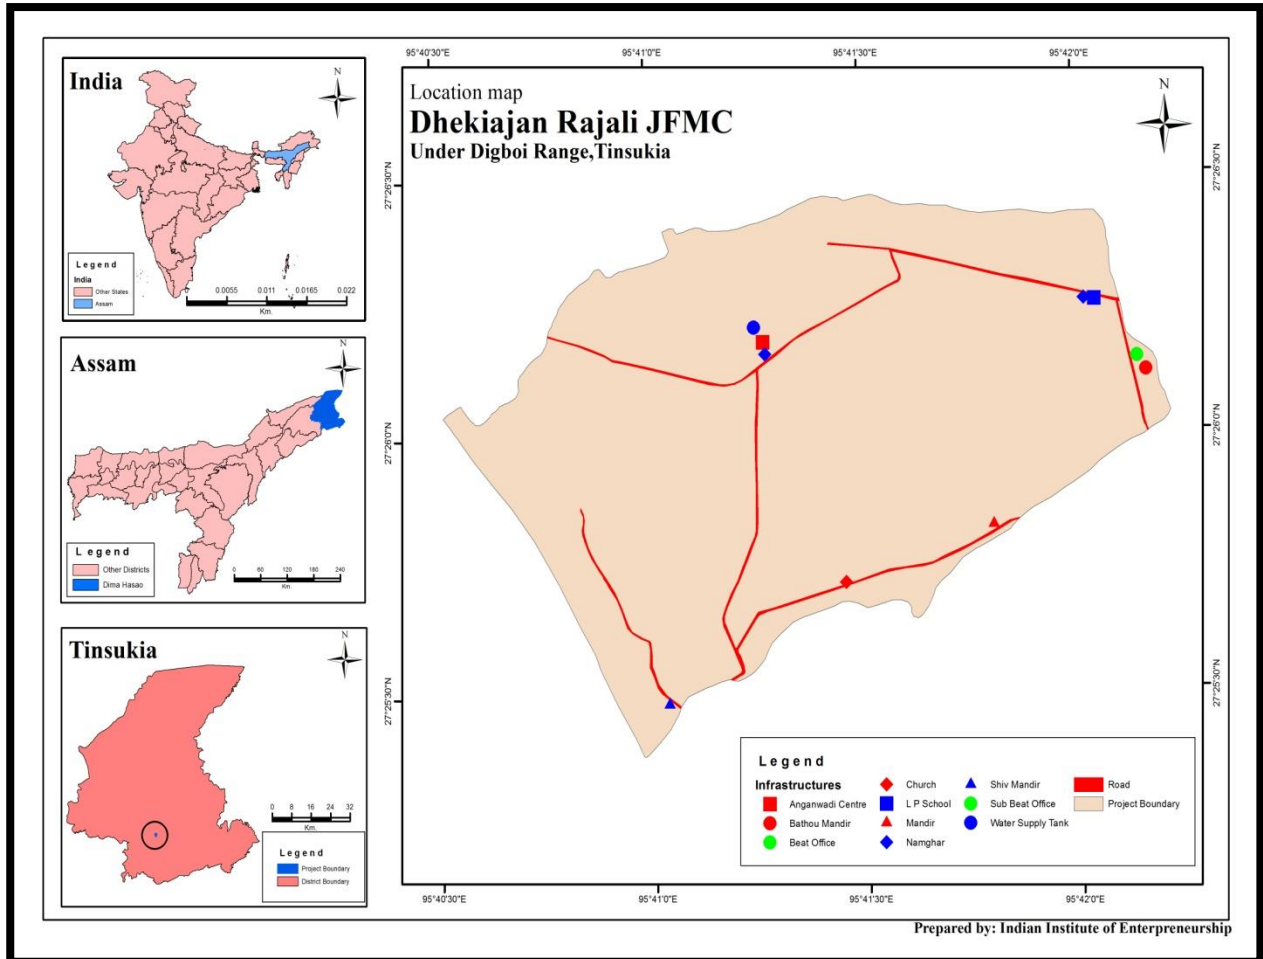 India
N
Legend
India
Other States
Assam
0 0.0055 0.011 0.0165 0.022
Km.
Assam
N
Legend
Other Districts
Dima Hasao
0 60 120 180 240
Km.
Tinsukia
N
0 8 16 24 32
Km.
Legend
Project Boundary
District Boundary
95°40'30"E 95°41'0"E 95°41'30"E 95°42'0"E
Location map
Dhekiajan Rajali JFMC
Under Digboi Range,Tinsukia
N
27°26'30"N 27°26'30"N
27°26'0"N 27°26'0"N
27°25'30"N 27°25'30"N
Legend
Infrastructures
Anganwadi Centre
Bathou Mandir
Beat Office
Church
L P School
Mandir
Namghar
Shiv Mandir
Sub Beat Office
Water Supply Tank
Road
Project Boundary
95°40'30"E 95°41'0"E 95°41'30"E 95°42'0"E
Prepared by: Indian Institute of Enterpreneurship